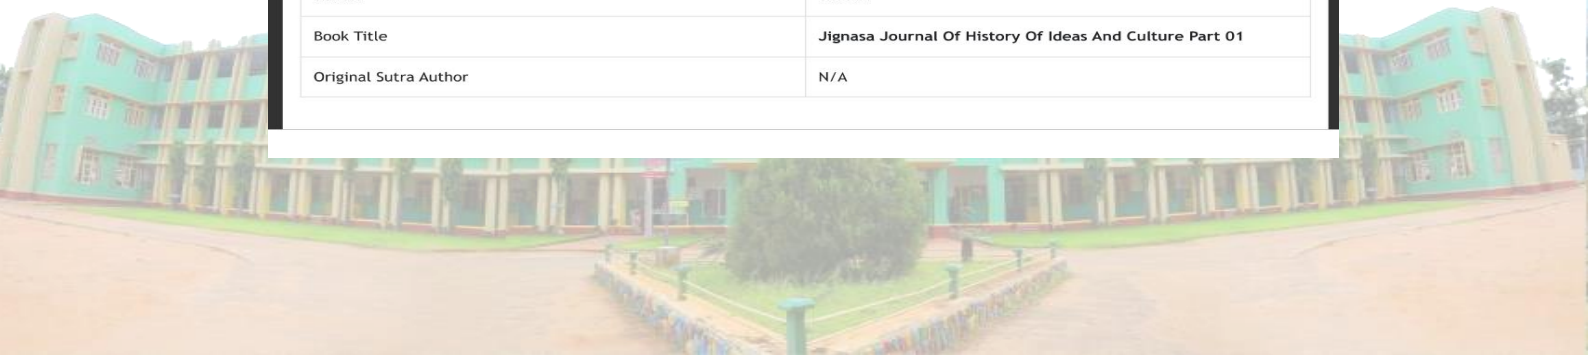 Book Title
Jignasa Journal Of History Of Ideas And Culture Part 01
Original Sutra Author
N/A